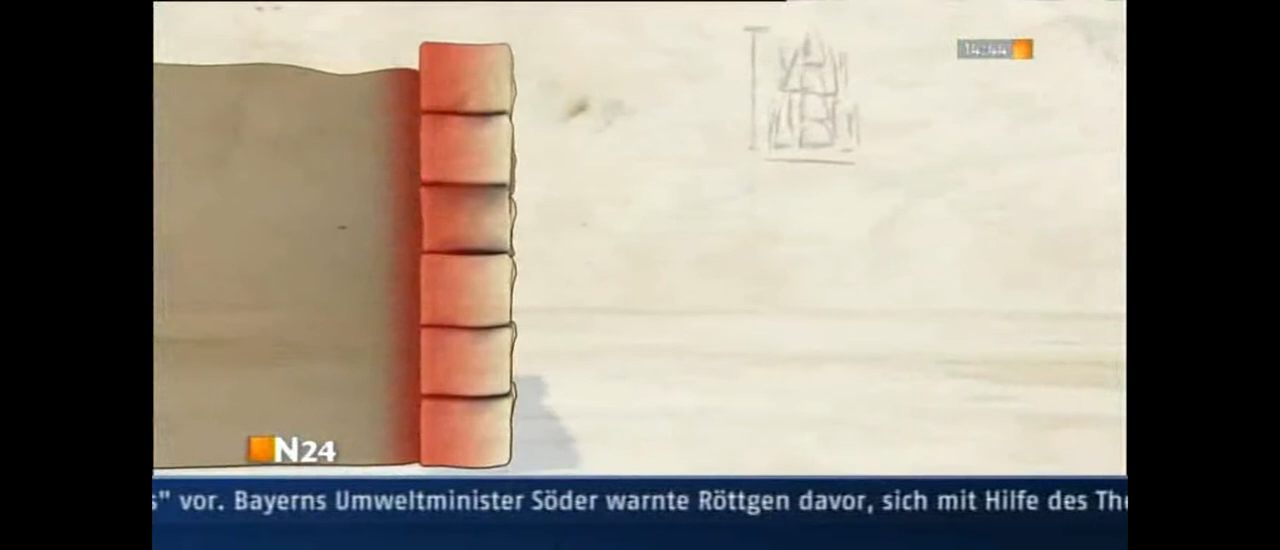 14:44
N24
s" vor. Bayerns Umweltminister Söder warnte Röttgen davor, sich mit Hilfe des The